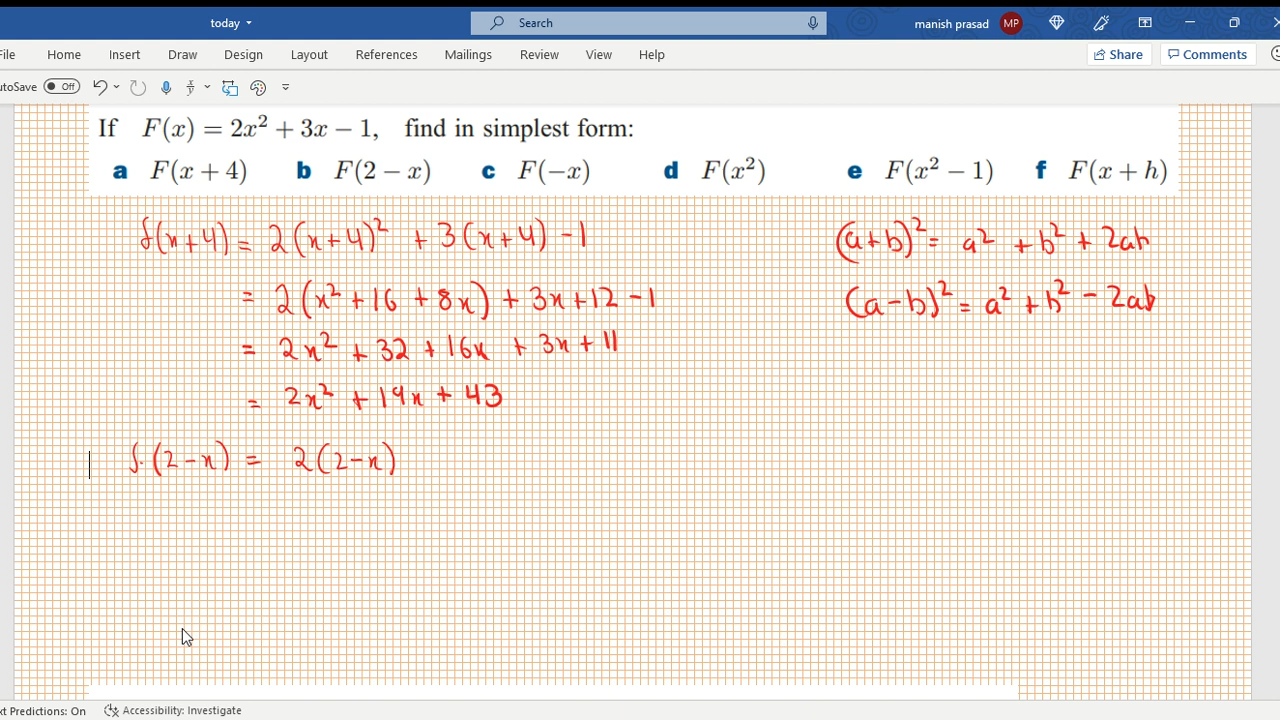 today
Search
manish prasad MP
File Home Insert Draw Design Layout References Mailings Review View Help Share Comments
utoSave Off
If F(x) = 2x² + 3x − 1, find in simplest form:
a F(x + 4) b F(2 − x) c F(−x) d F(x²) e F(x² − 1) f F(x + h)
f(x+4) = 2(x+4)² + 3(x+4) -1
(a+b)² = a² + b² + 2ab
= 2(x² + 16 + 8x) + 3x + 12 - 1
(a-b)² = a² + b² - 2ab
= 2x² + 32 + 16x + 3x + 11
= 2x² + 19x + 43
f(2-x) = 2(2-x)
xt Predictions: On Accessibility: Investigate